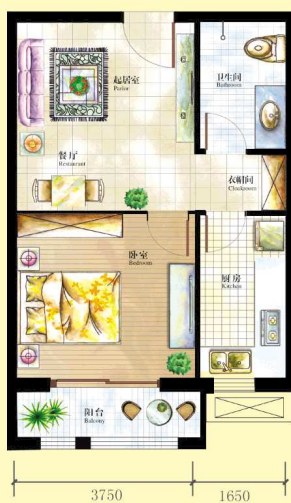 起居室
Parlor
卫生间
Bathroom
餐厅
Restaurant
衣帽间
Cloakroom
卧室
Bedroom
厨房
Kitchen
阳台
Balcony
3750
1650